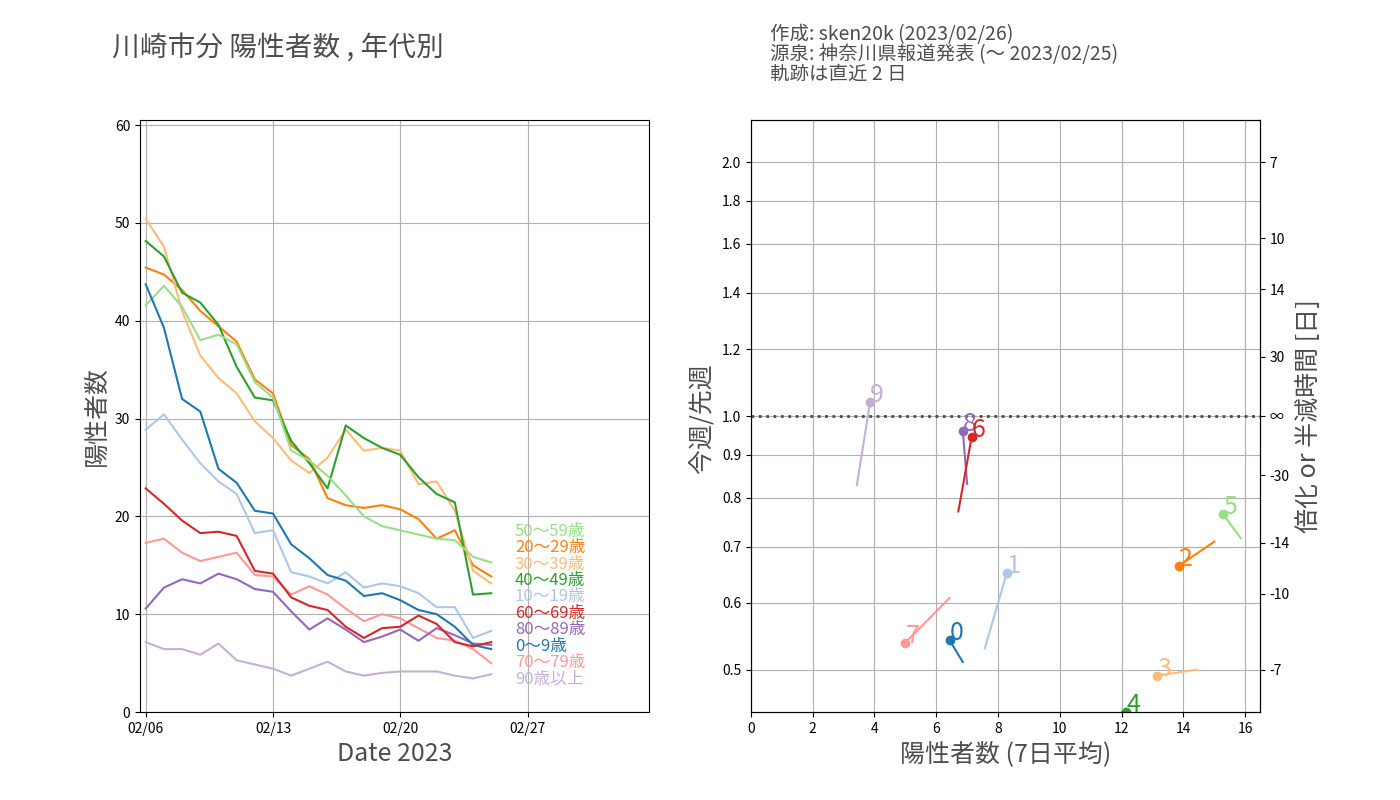 川崎市分 陽性者数 , 年代別
作成: sken20k (2023/02/26)
源泉: 神奈川県報道発表 (〜 2023/02/25)
軌跡は直近 2 日
陽性者数
60
50
40
30
20
10
0
02/06
02/13
02/20
02/27
Date 2023
50〜59歳
20〜29歳
30〜39歳
40〜49歳
10〜19歳
60〜69歳
80〜89歳
0〜9歳
70〜79歳
90歳以上
今週/先週
2.0
1.8
1.6
1.4
1.2
1.0
0.9
0.8
0.7
0.6
0.5
0
2
4
6
8
10
12
14
16
陽性者数 (7日平均)
9
8
6
5
2
1
0
7
3
4
7
10
14
30
∞
-30
-14
-10
-7
倍化 or 半減時間 [日]